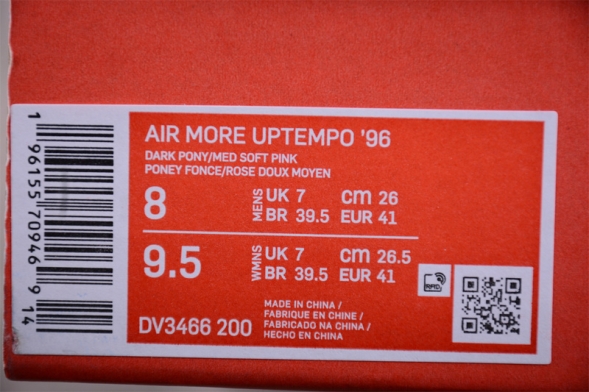 AIR MORE UPTEMPO '96
DARK PONY/MED SOFT PINK
PONEY FONCE/ROSE DOUX MOYEN
8 MENS UK 7 cm 26
BR 39.5 EUR 41
9.5 WMNS UK 7 cm 26.5
BR 39.5 EUR 41
RFID
DV3466 200
MADE IN CHINA /
FABRIQUE EN CHINE /
FABRICADO NA CHINA /
HECHO EN CHINA
1 96155 70946 9 14